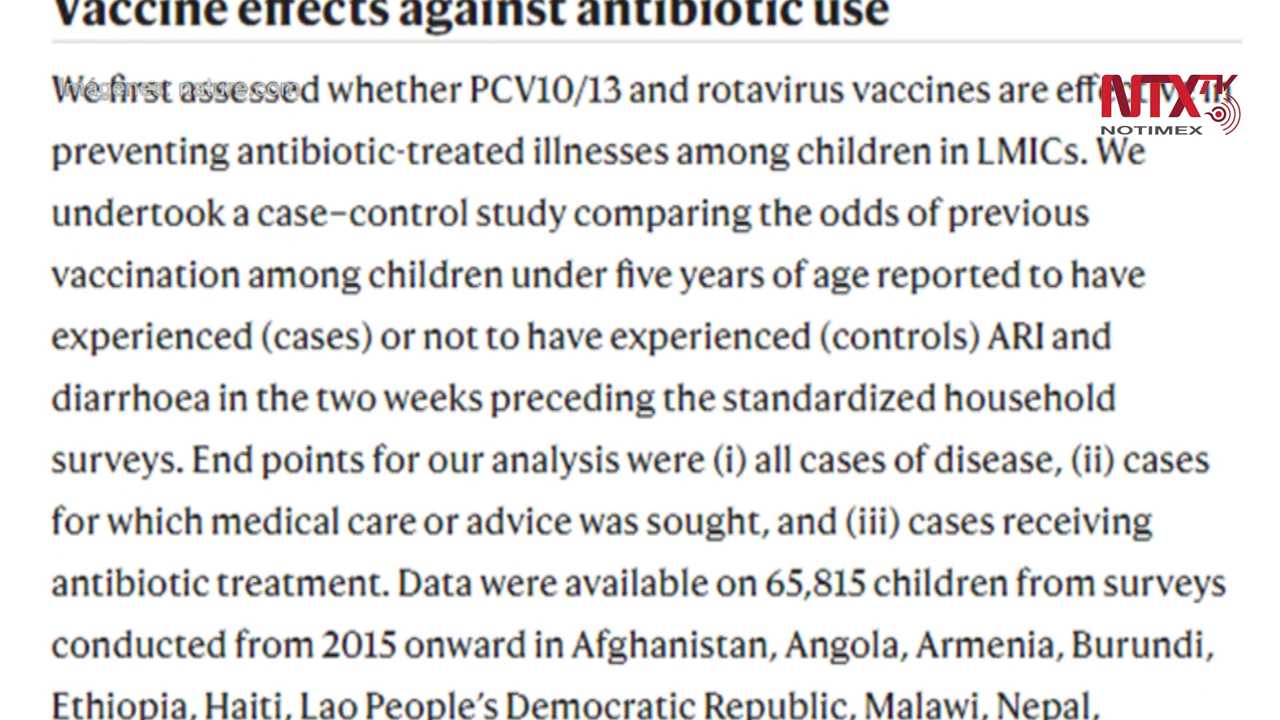 Vaccine effects against antibiotic use
Imágenes: nature.com
We first assessed whether PCV10/13 and rotavirus vaccines are effective in
NTX
NOTIMEX
preventing antibiotic-treated illnesses among children in LMICs. We
undertook a case–control study comparing the odds of previous
vaccination among children under five years of age reported to have
experienced (cases) or not to have experienced (controls) ARI and
diarrhoea in the two weeks preceding the standardized household
surveys. End points for our analysis were (i) all cases of disease, (ii) cases
for which medical care or advice was sought, and (iii) cases receiving
antibiotic treatment. Data were available on 65,815 children from surveys
conducted from 2015 onward in Afghanistan, Angola, Armenia, Burundi,
Ethiopia, Haiti, Lao People’s Democratic Republic, Malawi, Nepal,